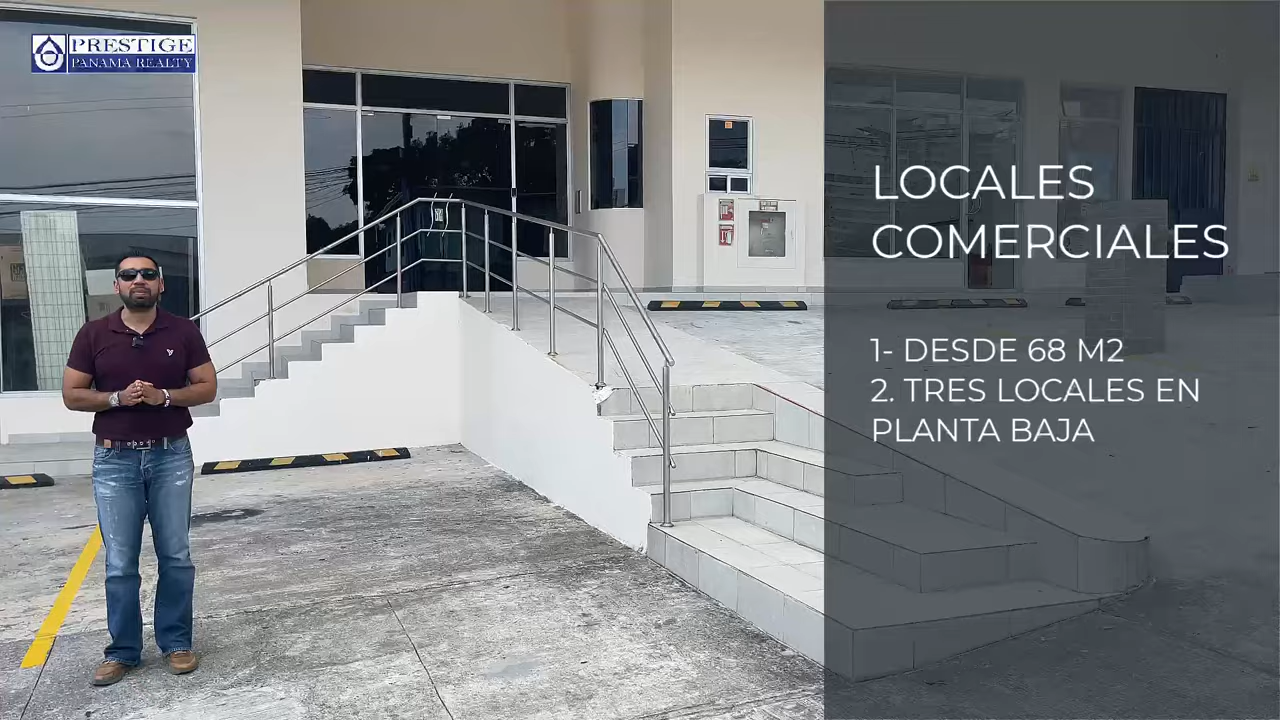 PRESTIGE
PANAMA REALTY
LOCALES
COMERCIALES
1- DESDE 68 M2
2. TRES LOCALES EN
PLANTA BAJA